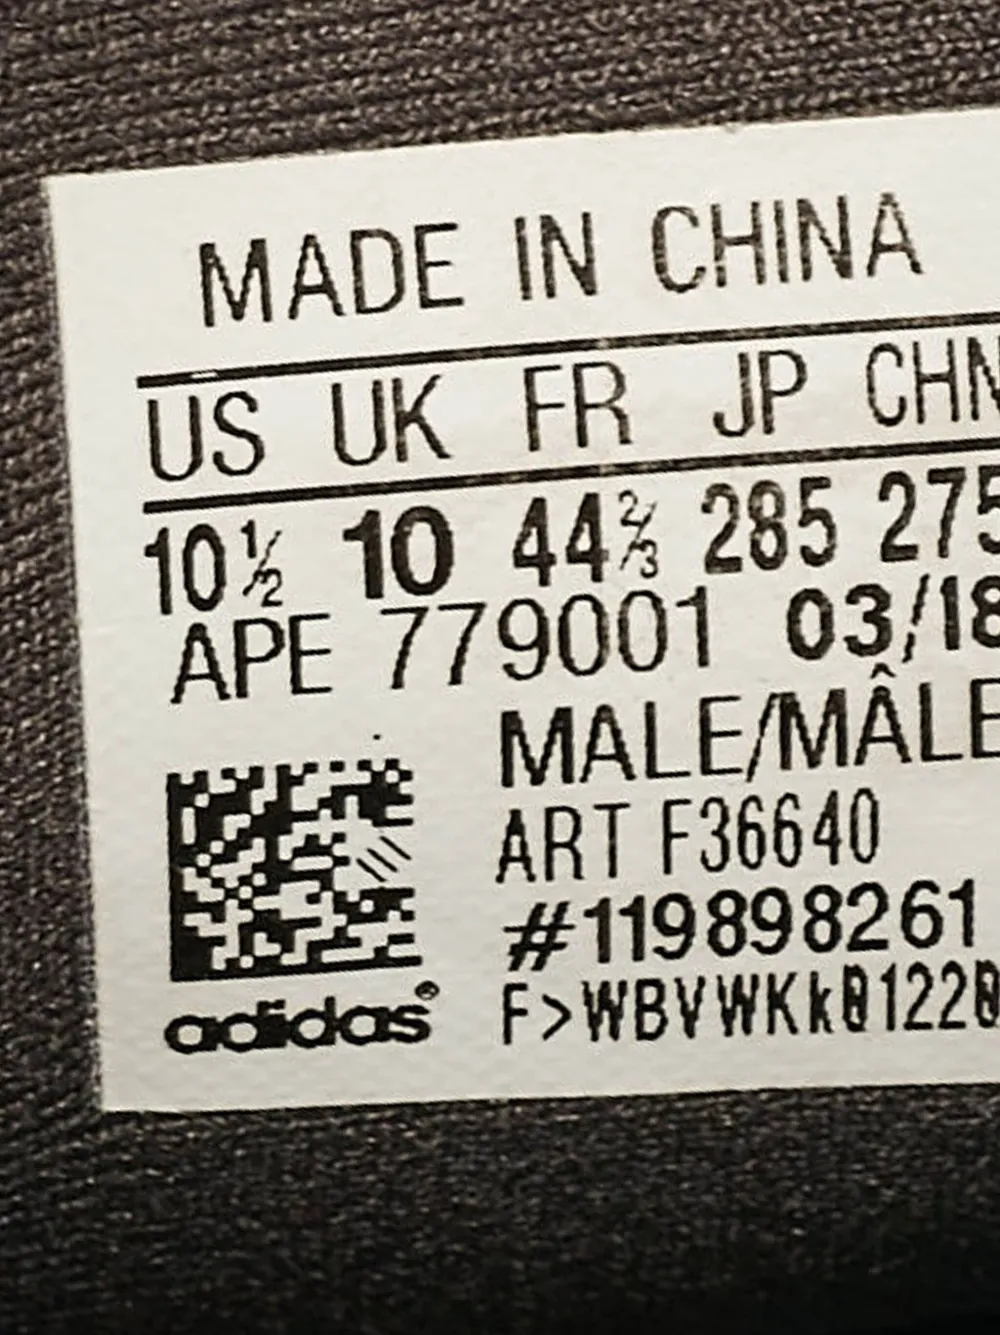 MADE IN CHINA
US UK FR JP CHN
10½ 10 44⅔ 285 275
APE 779001 03/18
MALE/MÂLE
ART F36640
#119898261
F>WBVWKk01220
adidas®